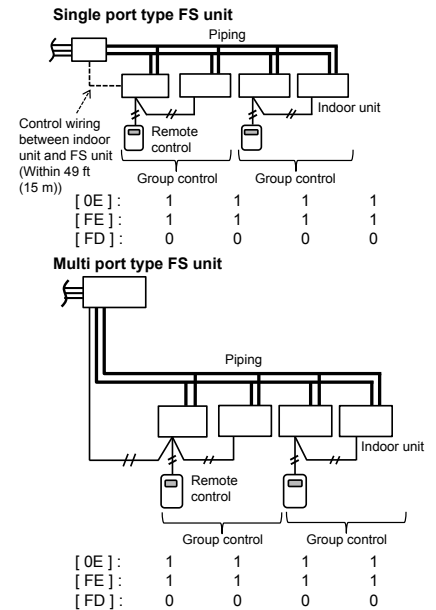 Single port type FS unit
Piping
Indoor unit
Control wiring
between indoor
unit and FS unit
(Within 49 ft
(15 m))
Remote
control
Group control Group control
[ 0E ] : 1 1 1 1
[ FE ] : 1 1 1 1
[ FD ] : 0 0 0 0
Multi port type FS unit
Piping
Indoor unit
Remote
control
Group control Group control
[ 0E ] : 1 1 1 1
[ FE ] : 1 1 1 1
[ FD ] : 0 0 0 0